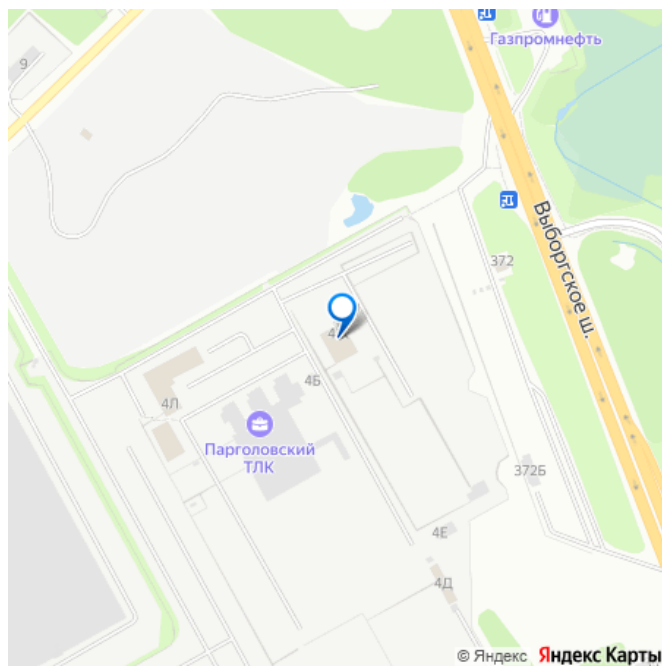 Газпромнефть
9
Выборгское ш.
372
4Б
4Л
Парголовский
ТЛК
372Б
4Е
4Д
© Яндекс Яндекс Карты